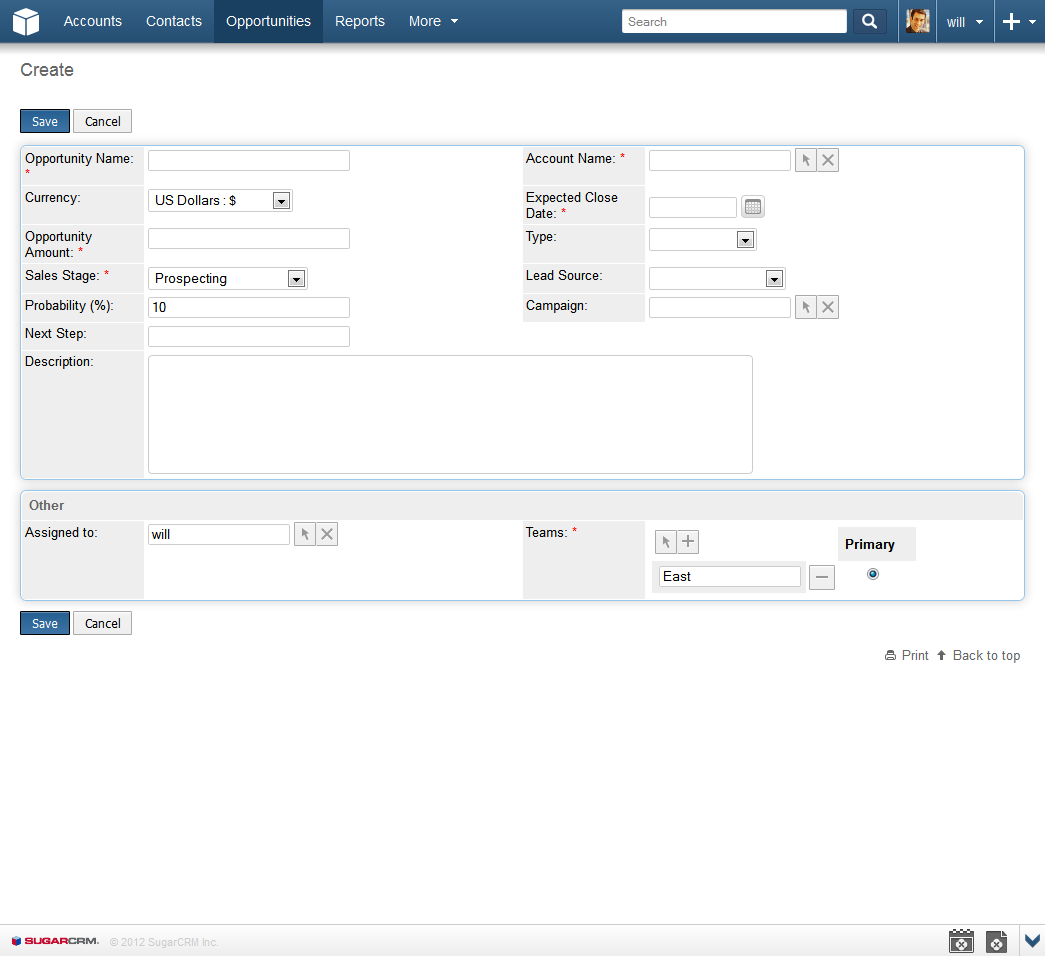 Accounts Contacts Opportunities Reports More Search will
Create
Save Cancel
Opportunity Name: * Account Name: *
Currency: US Dollars : $ Expected Close Date: *
Opportunity Amount: * Type:
Sales Stage: * Prospecting Lead Source:
Probability (%): 10 Campaign:
Next Step:
Description:
Other
Assigned to: will Teams: * Primary
East
Save Cancel
Print Back to top
SUGARCRM. © 2012 SugarCRM Inc.